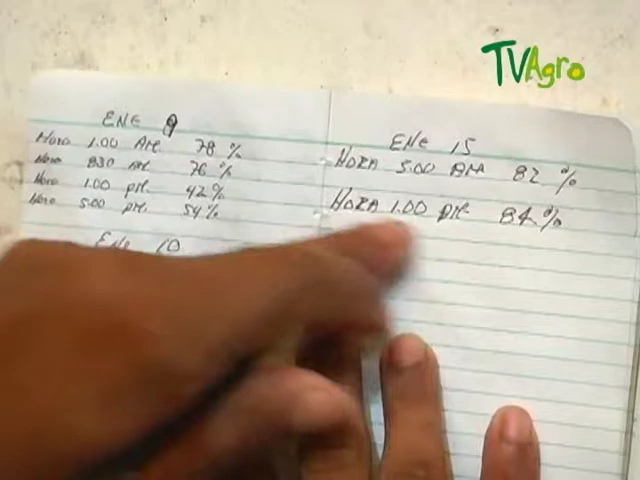 TVAgro
ENE 9
Hora 1.00 AM. 78 %
Hora 830 AM 76 %
Hora 1.00 PM. 42 %
Hora 5.00 PM. 54 %
ENE 10
ENE 15
HORA 5.00 AM 82 %
HORA 1.00 PM 84 %